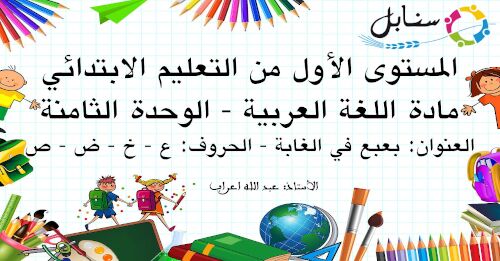 سنابل
المستوى الأول من التعليم الابتدائي
مادة اللغة العربية - الوحدة الثامنة
العنوان: بعبع في الغابة - الحروف: ع - خ - ض - ص
الأستاذ: عبد الله اعراب